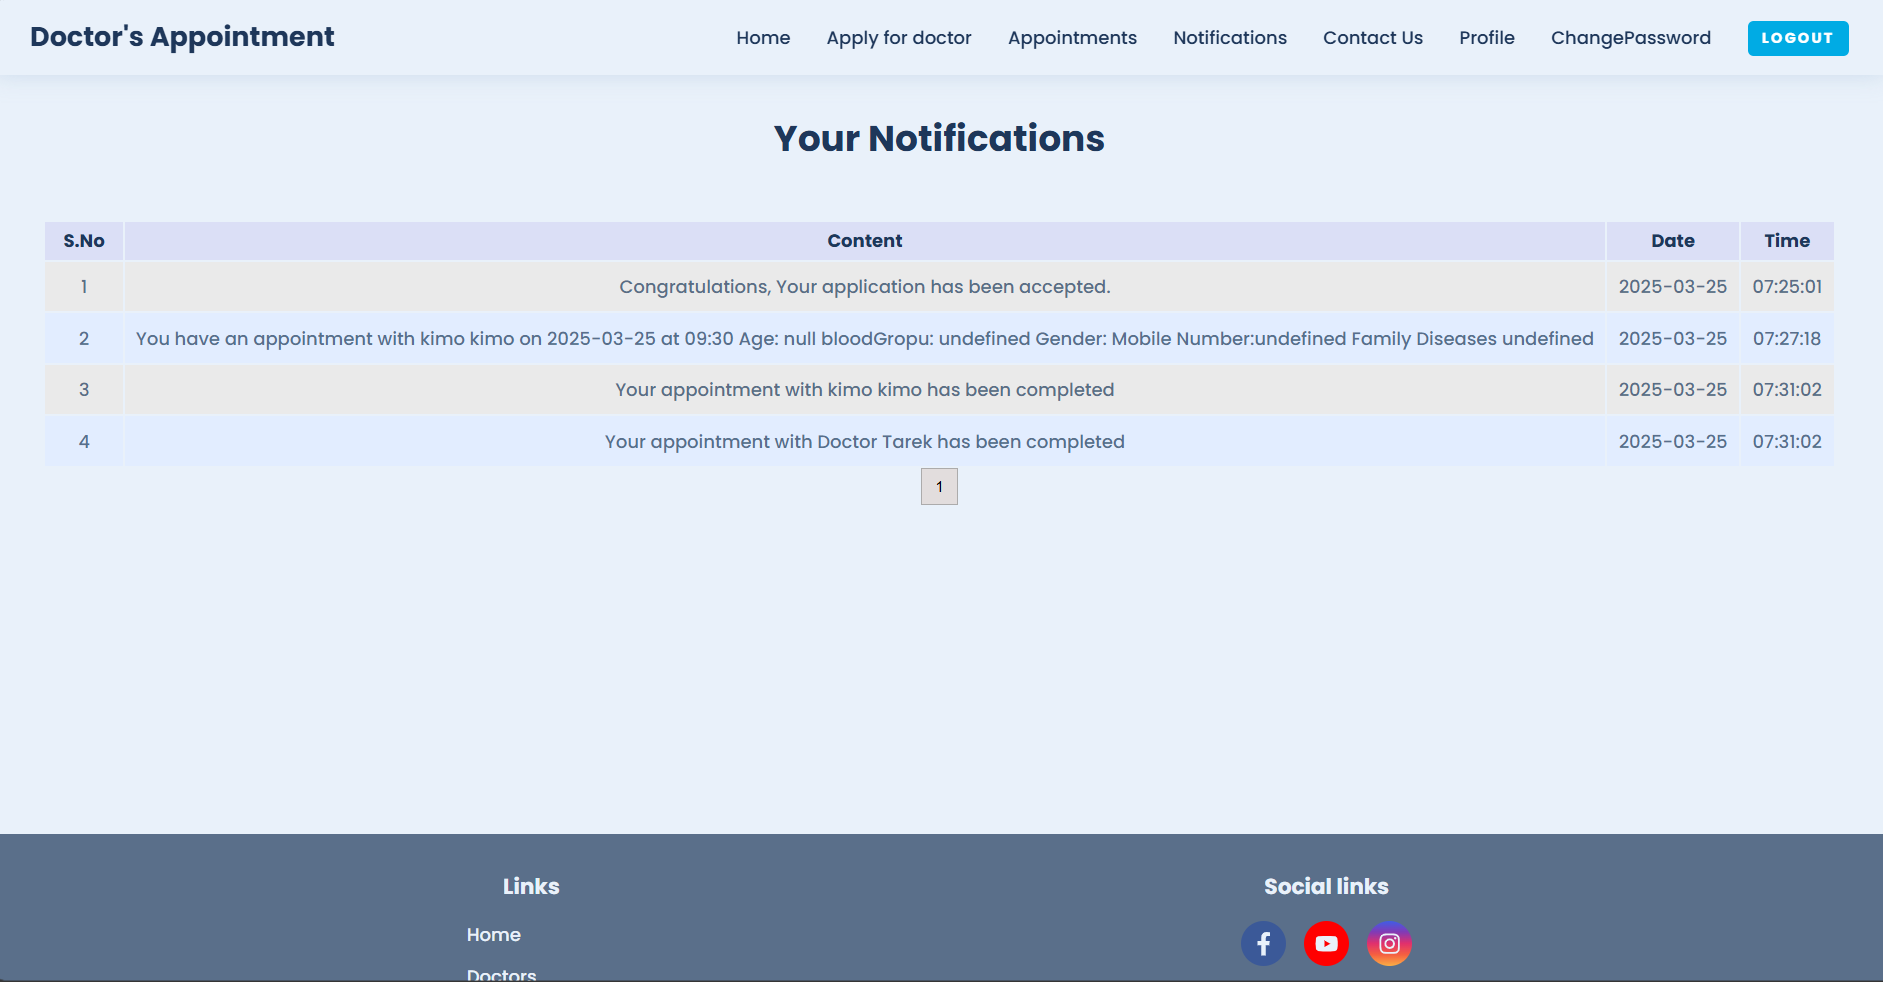 Doctor's Appointment Home Apply for doctor Appointments Notifications Contact Us Profile ChangePassword LOGOUT
Your Notifications
S.No Content Date Time
1 Congratulations, Your application has been accepted. 2025-03-25 07:25:01
2 You have an appointment with kimo kimo on 2025-03-25 at 09:30 Age: null bloodGropu: undefined Gender: Mobile Number:undefined Family Diseases undefined 2025-03-25 07:27:18
3 Your appointment with kimo kimo has been completed 2025-03-25 07:31:02
4 Your appointment with Doctor Tarek has been completed 2025-03-25 07:31:02
1
Links Social links
Home
Doctors